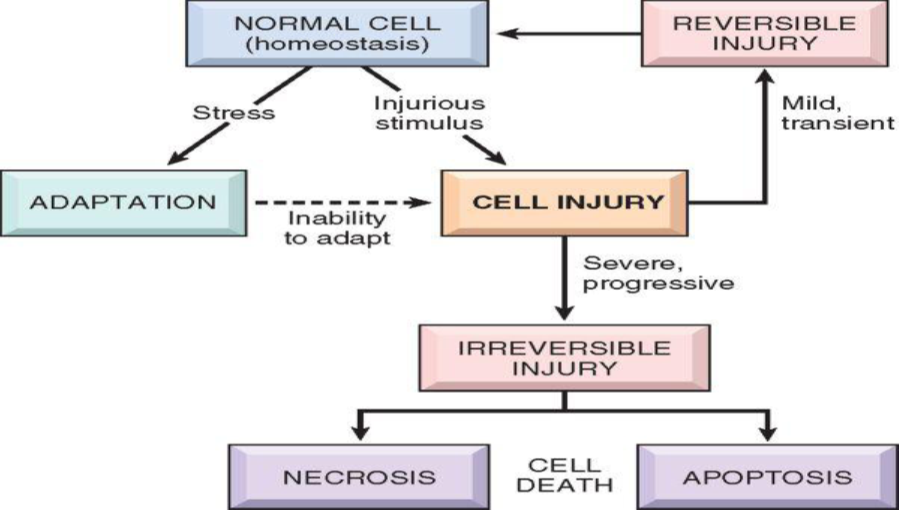 NORMAL CELL
(homeostasis)
REVERSIBLE
INJURY
Stress
Injurious
stimulus
Mild,
transient
ADAPTATION
Inability
to adapt
CELL INJURY
Severe,
progressive
IRREVERSIBLE
INJURY
NECROSIS
CELL
DEATH
APOPTOSIS